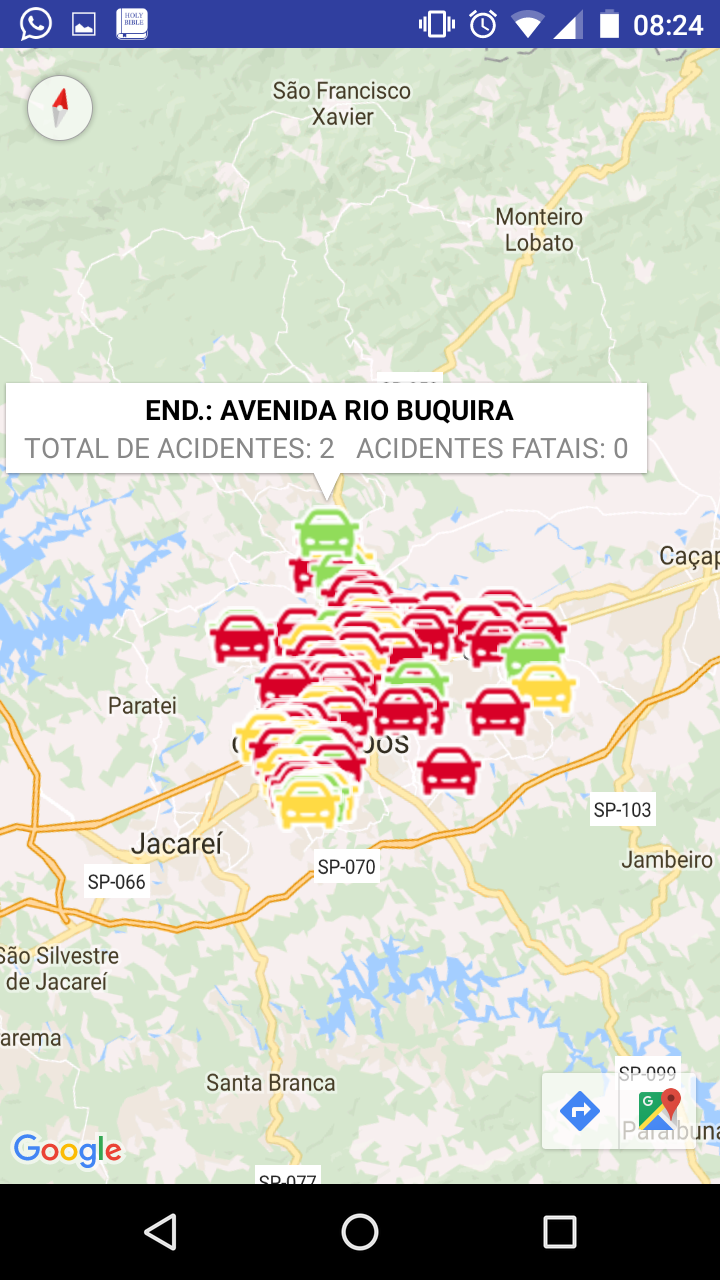 HOLY
BIBLE
08:24
São Francisco
Xavier
Monteiro
Lobato
END.: AVENIDA RIO BUQUIRA
TOTAL DE ACIDENTES: 2 ACIDENTES FATAIS: 0
Caçap
Paratei
SP-103
Jacareí
Jambeiro
SP-070
SP-066
São Silvestre
de Jacareí
arema
SP-099
Santa Branca
G
Paraibuna
Google
SP-077